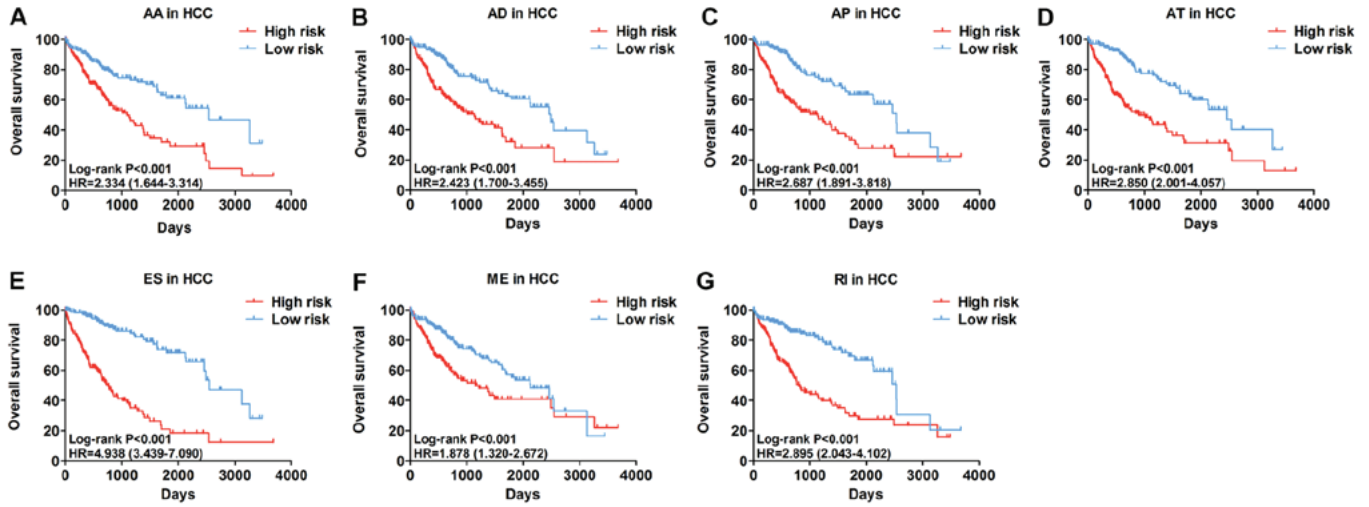 A
AA in HCC
High risk
Low risk
Overall survival
100
80
60
40
20
0
Log-rank P<0.001
HR=2.334 (1.644-3.314)
0 1000 2000 3000 4000
Days
B
AD in HCC
High risk
Low risk
Overall survival
100
80
60
40
20
0
Log-rank P<0.001
HR=2.423 (1.700-3.455)
0 1000 2000 3000 4000
Days
C
AP in HCC
High risk
Low risk
Overall survival
100
80
60
40
20
0
Log-rank P<0.001
HR=2.687 (1.891-3.818)
0 1000 2000 3000 4000
Days
D
AT in HCC
High risk
Low risk
Overall survival
100
80
60
40
20
0
Log-rank P<0.001
HR=2.850 (2.001-4.057)
0 1000 2000 3000 4000
Days
E
ES in HCC
High risk
Low risk
Overall survival
100
80
60
40
20
0
Log-rank P<0.001
HR=4.938 (3.439-7.090)
0 1000 2000 3000 4000
Days
F
ME in HCC
High risk
Low risk
Overall survival
100
80
60
40
20
0
Log-rank P<0.001
HR=1.878 (1.320-2.672)
0 1000 2000 3000 4000
Days
G
RI in HCC
High risk
Low risk
Overall survival
100
80
60
40
20
0
Log-rank P<0.001
HR=2.895 (2.043-4.102)
0 1000 2000 3000 4000
Days